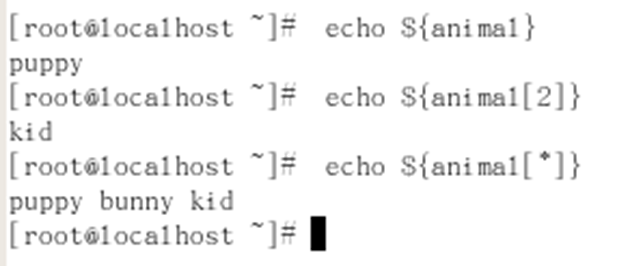 [root@localhost ~]# echo ${animal}
puppy
[root@localhost ~]# echo ${animal[2]}
kid
[root@localhost ~]# echo ${animal[*]}
puppy bunny kid
[root@localhost ~]#